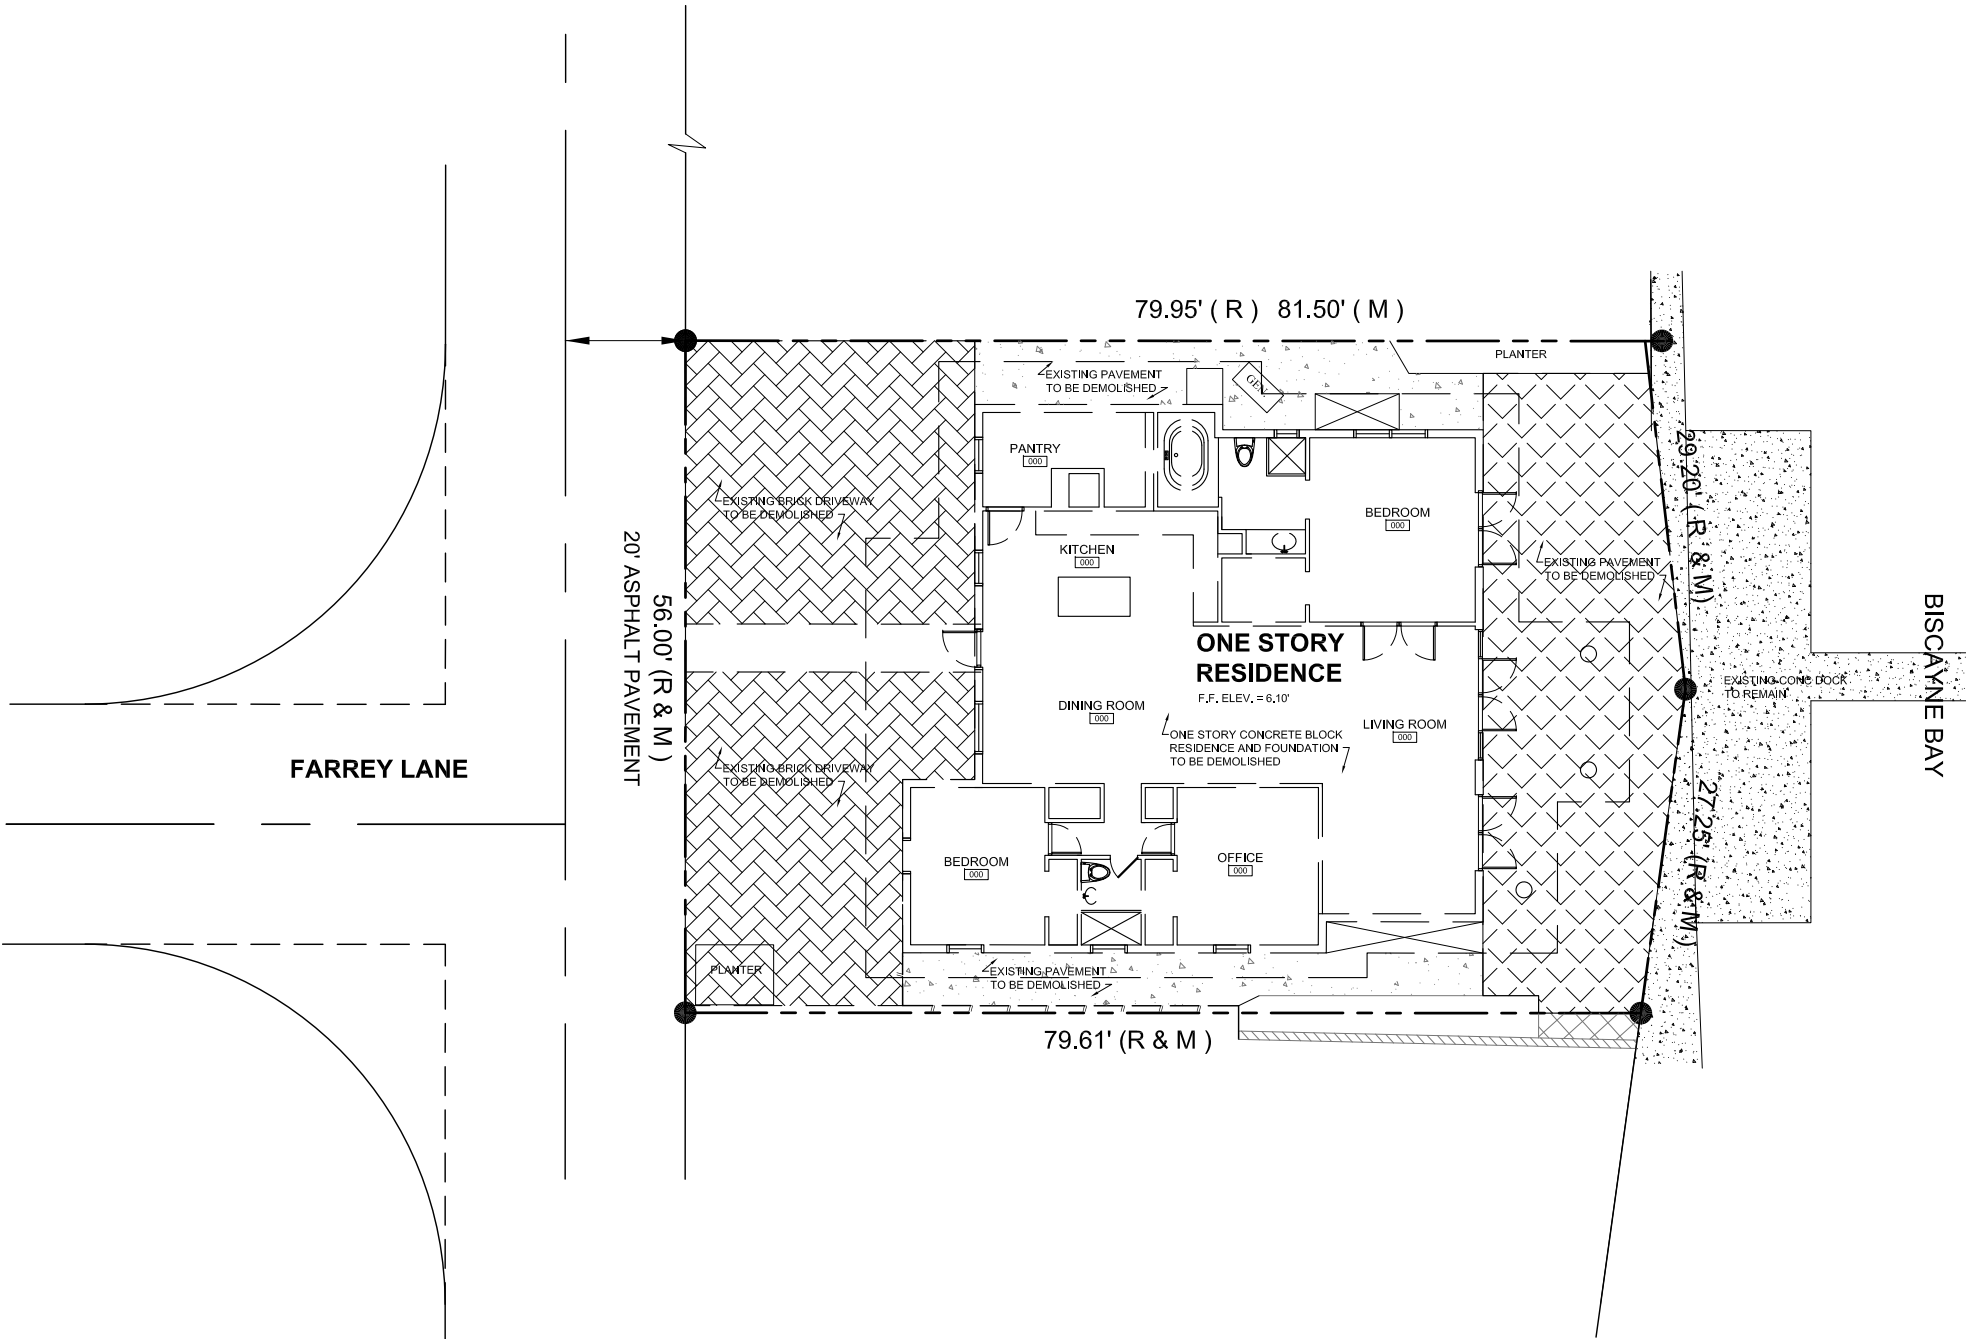 79.95' ( R )   81.50' ( M )
PLANTER
EXISTING PAVEMENT
TO BE DEMOLISHED
GEN.
PANTRY
000
29.20' ( R & M)
EXISTING BRICK DRIVEWAY
TO BE DEMOLISHED
BEDROOM
000
KITCHEN
000
EXISTING PAVEMENT
TO BE DEMOLISHED
56.00' (R & M )
20' ASPHALT PAVEMENT
BISCAYNE BAY
ONE STORY
RESIDENCE
F.F. ELEV. = 6.10'
EXISTING CONC DOCK
TO REMAIN
DINING ROOM
000
LIVING ROOM
000
ONE STORY CONCRETE BLOCK
RESIDENCE AND FOUNDATION
TO BE DEMOLISHED
FARREY LANE
EXISTING BRICK DRIVEWAY
TO BE DEMOLISHED
27.25' (R & M )
BEDROOM
000
OFFICE
000
PLANTER
EXISTING PAVEMENT
TO BE DEMOLISHED
79.61' (R & M )